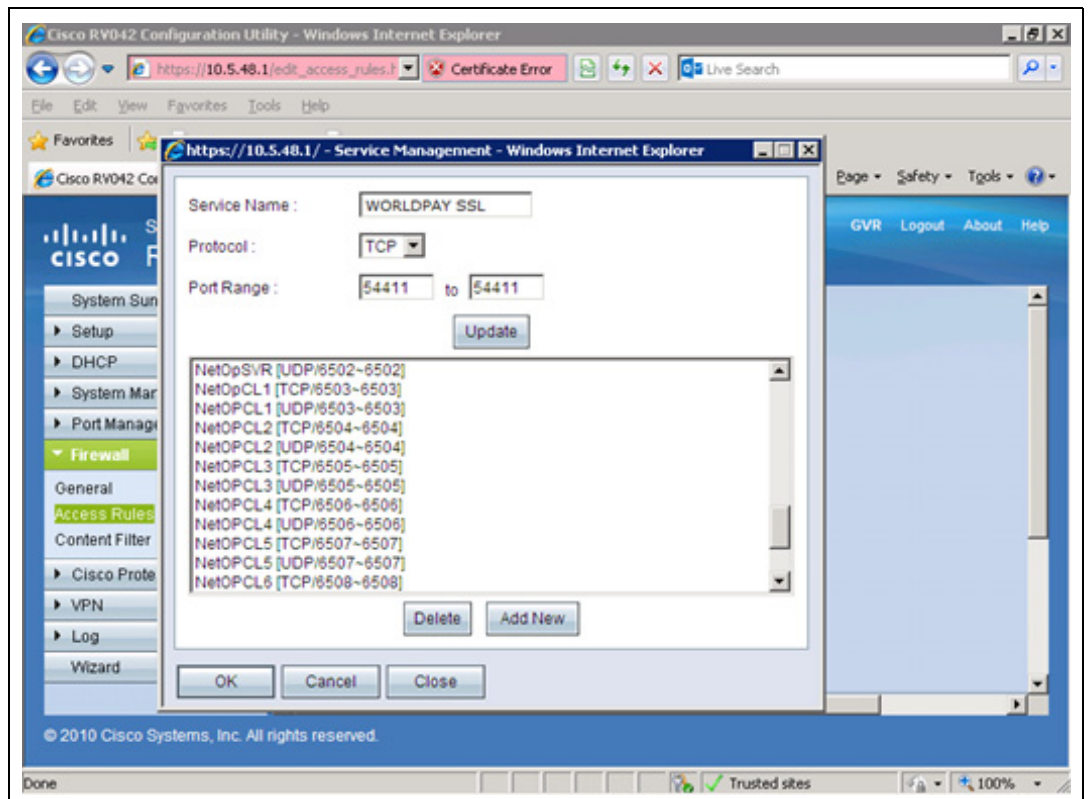 Cisco RV042 Configuration Utility - Windows Internet Explorer
https://10.5.48.1/edit_access_rules.h Certificate Error Live Search
File Edit View Favorites Tools Help
Favorites
https://10.5.48.1/ - Service Management - Windows Internet Explorer
Cisco RV042 Co
Page Safety Tools
CISCO
GVR Logout About Help
System Sun
Setup
DHCP
System Mar
Port Manage
Firewall
General
Access Rules
Content Filter
Cisco Prote
VPN
Log
Wizard
Service Name : WORLDPAY SSL
Protocol : TCP
Port Range : 54411 to 54411
Update
NetOpSVR [UDP/6502~6502]
NetOpCL1 [TCP/6503~6503]
NetOPCL1 [UDP/6503~6503]
NetOPCL2 [TCP/6504~6504]
NetOPCL2 [UDP/6504~6504]
NetOPCL3 [TCP/6505~6505]
NetOPCL3 [UDP/6505~6505]
NetOPCL4 [TCP/6506~6506]
NetOPCL4 [UDP/6506~6506]
NetOPCL5 [TCP/6507~6507]
NetOPCL5 [UDP/6507~6507]
NetOPCL6 [TCP/6508~6508]
Delete Add New
OK Cancel Close
© 2010 Cisco Systems, Inc. All rights reserved.
Done Trusted sites 100%